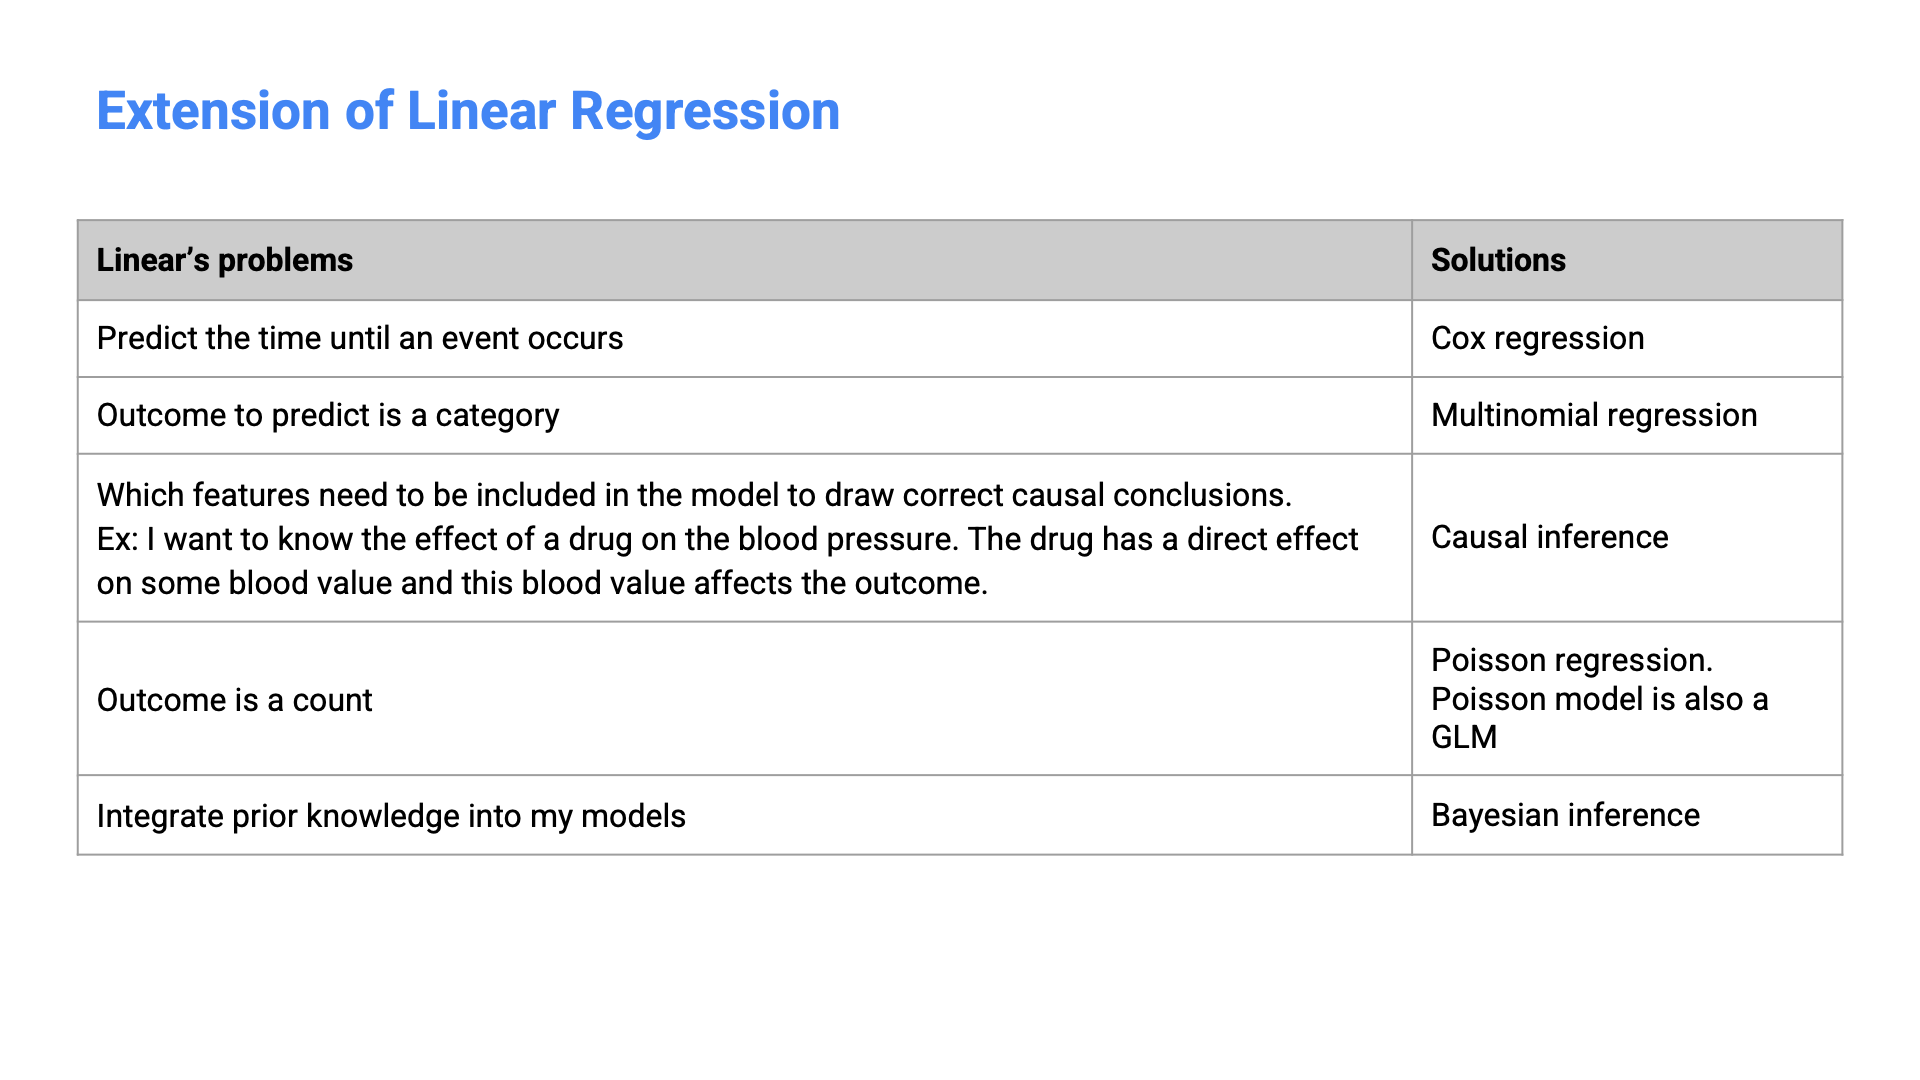 Extension of Linear Regression
Linear’s problems
Solutions
Predict the time until an event occurs
Cox regression
Outcome to predict is a category
Multinomial regression
Which features need to be included in the model to draw correct causal conclusions.
Ex: I want to know the effect of a drug on the blood pressure. The drug has a direct effect
on some blood value and this blood value affects the outcome.
Causal inference
Outcome is a count
Poisson regression.
Poisson model is also a
GLM
Integrate prior knowledge into my models
Bayesian inference